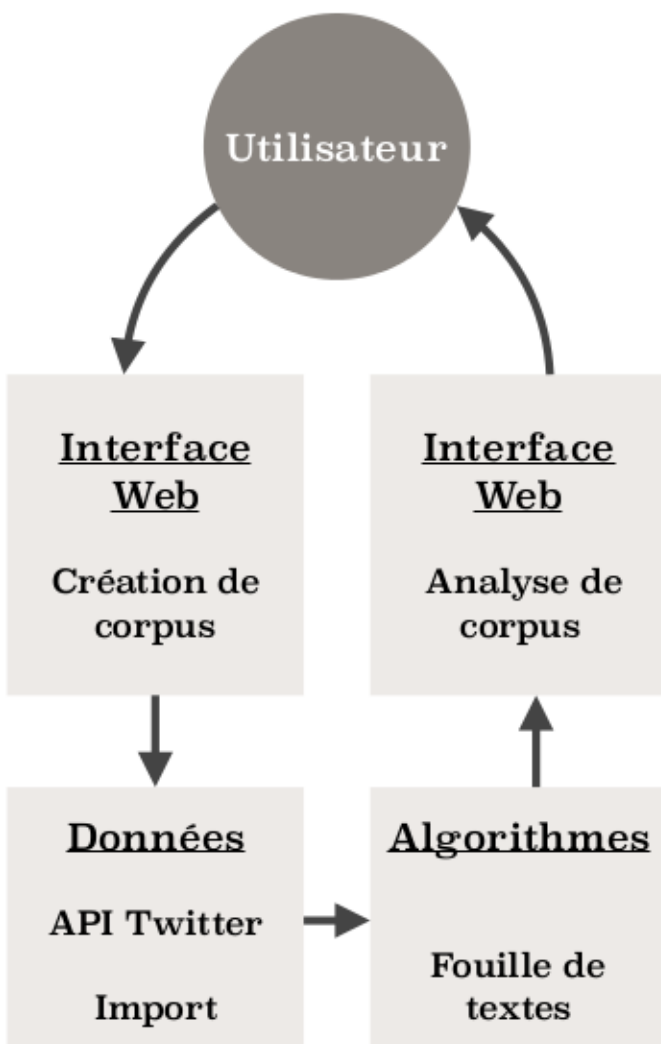 Utilisateur
Interface
Web
Création de
corpus
Interface
Web
Analyse de
corpus
Données
API Twitter
Import
Algorithmes
Fouille de
textes